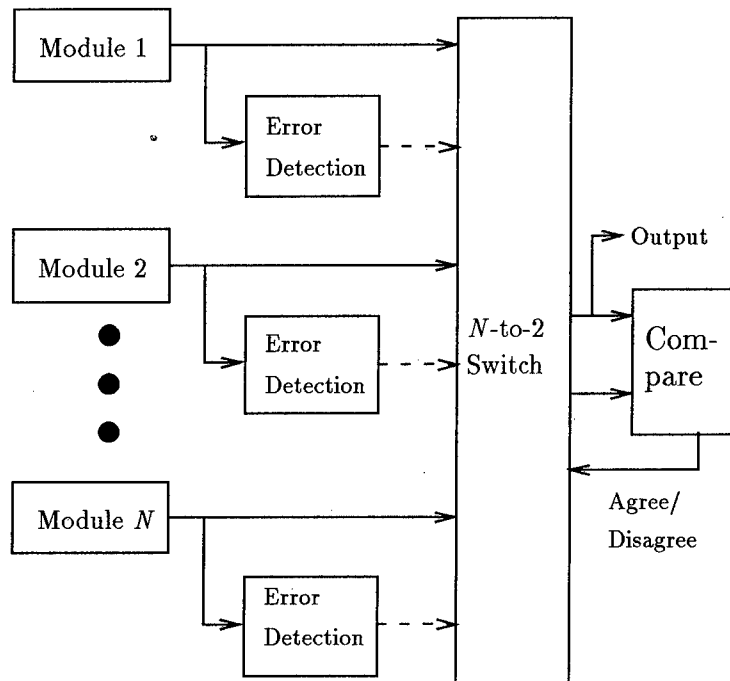 Module 1
Error
Detection
Module 2
Error
Detection
Module N
Error
Detection
N-to-2
Switch
Output
Com-
pare
Agree/
Disagree